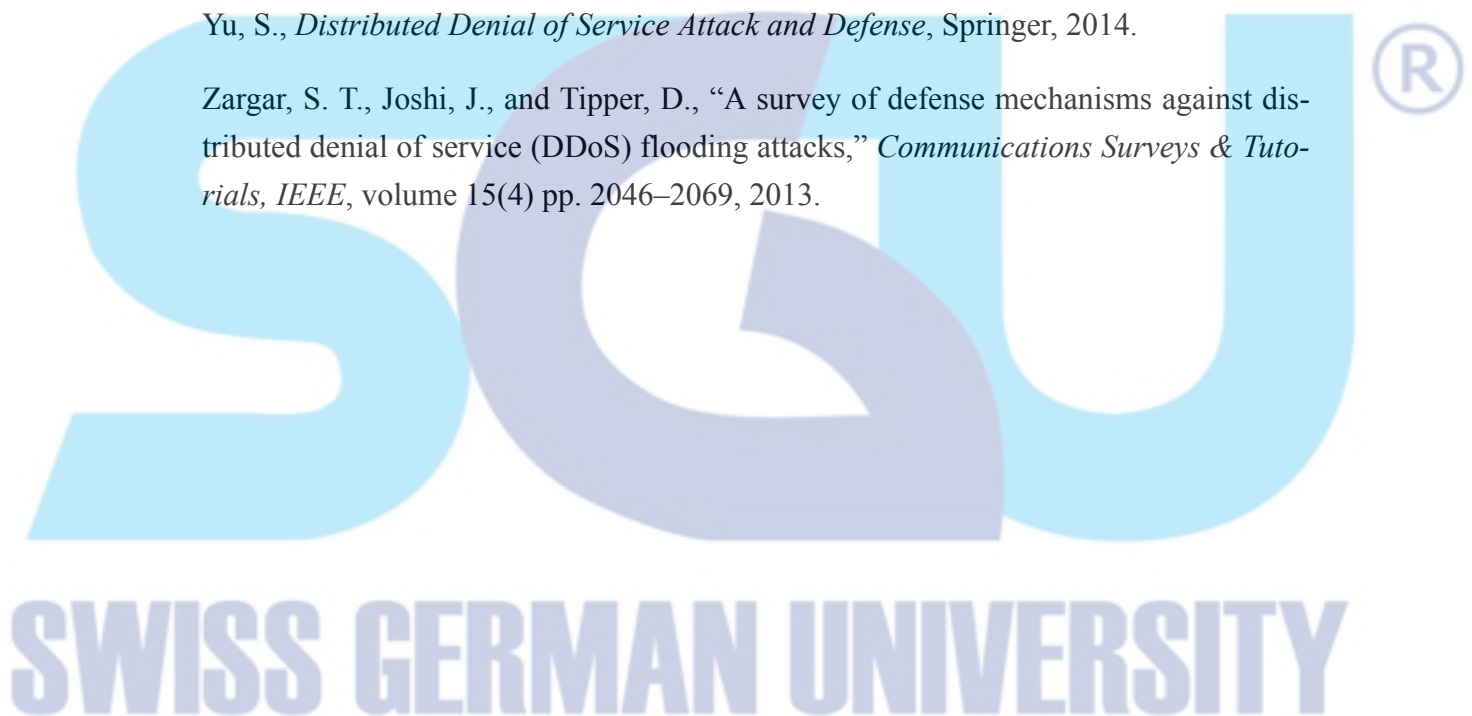 Yu, S., Distributed Denial of Service Attack and Defense, Springer, 2014.
Zargar, S. T., Joshi, J., and Tipper, D., “A survey of defense mechanisms against dis-
tributed denial of service (DDoS) flooding attacks,” Communications Surveys & Tuto-
rials, IEEE, volume 15(4) pp. 2046–2069, 2013.
SGU ®
SWISS GERMAN UNIVERSITY